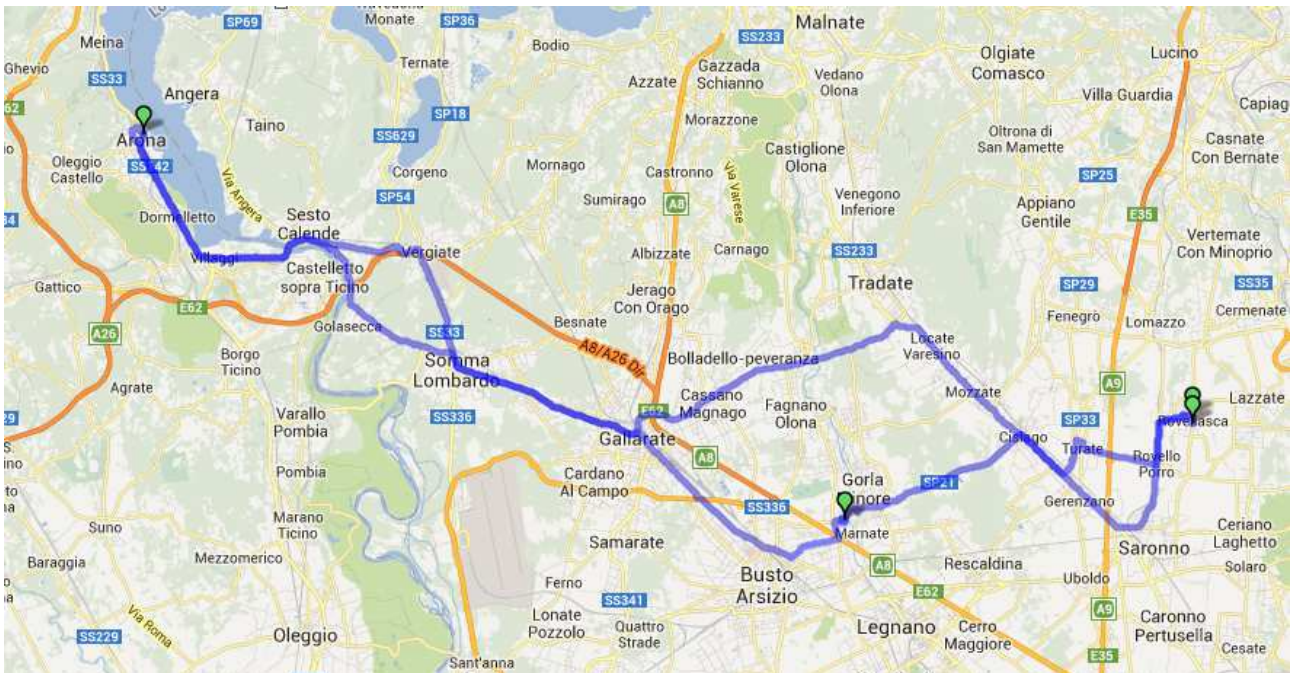 SP69
SP36
Monate
SS233
Malnate
Meina
Bodio
Olgiate
Comasco
Lucino
Ternate
Azzate
Gazzada
Schianno
Vedano
Olona
Ghevio
SS33
Angera
SP18
Villa Guardia
Capiag
E62
Taino
SS629
Morazzone
Oltrona di
San Mamette
Casnate
Con Bernate
Arona
Castiglione
Olona
Oleggio
Castello
SS142
Corgeno
Mornago
Castronno
SP25
Via Angera
SP54
Sumirago
A8
Via Varese
Venegono
Inferiore
Appiano
Gentile
E35
Dormelletto
Sesto
Calende
Vertemate
Con Minoprio
Villaggi
Vergiate
Albizzate
Carnago
SS233
Castelletto
sopra Ticino
Gattico
Jerago
Con Orago
Tradate
SP29
SS35
E62
Golasecca
Besnate
Fenegrò
Lomazzo
Cermenate
A26
SS33
A8/A26 Dir
Bolladello-peveranza
Locate
Varesino
Borgo
Ticino
Somma
Lombardo
Agrate
Cassano
Magnago
Mozzate
A9
Lazzate
Varallo
Pombia
SS336
E62
Fagnano
Olona
SP33
Rovellasca
Gallarate
Cislago
Turate
Rovello
Porro
Pombia
Cardano
Al Campo
A8
Gorla
Minore
SP21
Gerenzano
Suno
Marano
Ticino
SS336
Marnate
Ceriano
Laghetto
Baraggia
Mezzomerico
Samarate
Saronno
Solaro
Ferno
Busto
Arsizio
A8
Rescaldina
Uboldo
SS341
E62
A9
Via Roma
Lonate
Pozzolo
Quattro
Strade
Legnano
Cerro
Maggiore
Caronno
Pertusella
SS229
Oleggio
Sant'anna
E35
Cesate